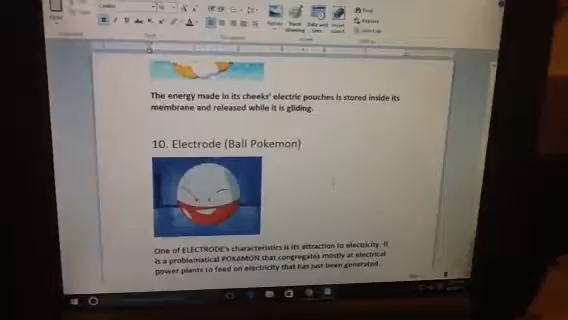 Find
Replace
The energy made in its cheeks' electric pouches is stored inside its
membrane and released while it is gliding.
10. Electrode (Ball Pokemon)
One of ELECTRODE's characteristics is its attraction to electricity. It
is a problematical POKéMON that congregates mostly at electrical
power plants to feed on electricity that has just been generated.